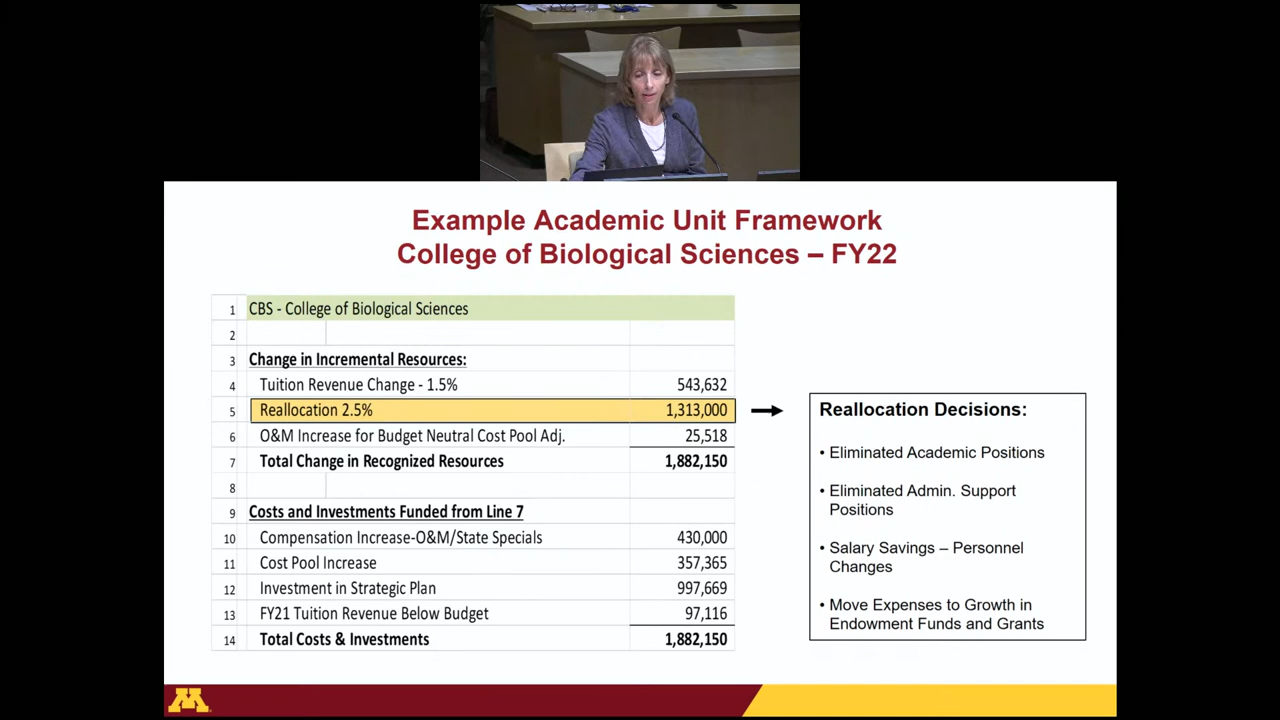 Example Academic Unit Framework
College of Biological Sciences – FY22
1 CBS - College of Biological Sciences
2
3 Change in Incremental Resources:
4 Tuition Revenue Change - 1.5% 543,632
5 Reallocation 2.5% 1,313,000
6 O&M Increase for Budget Neutral Cost Pool Adj. 25,518
7 Total Change in Recognized Resources 1,882,150
8
9 Costs and Investments Funded from Line 7
10 Compensation Increase-O&M/State Specials 430,000
11 Cost Pool Increase 357,365
12 Investment in Strategic Plan 997,669
13 FY21 Tuition Revenue Below Budget 97,116
14 Total Costs & Investments 1,882,150
Reallocation Decisions:
• Eliminated Academic Positions
• Eliminated Admin. Support
Positions
• Salary Savings – Personnel
Changes
• Move Expenses to Growth in
Endowment Funds and Grants
M